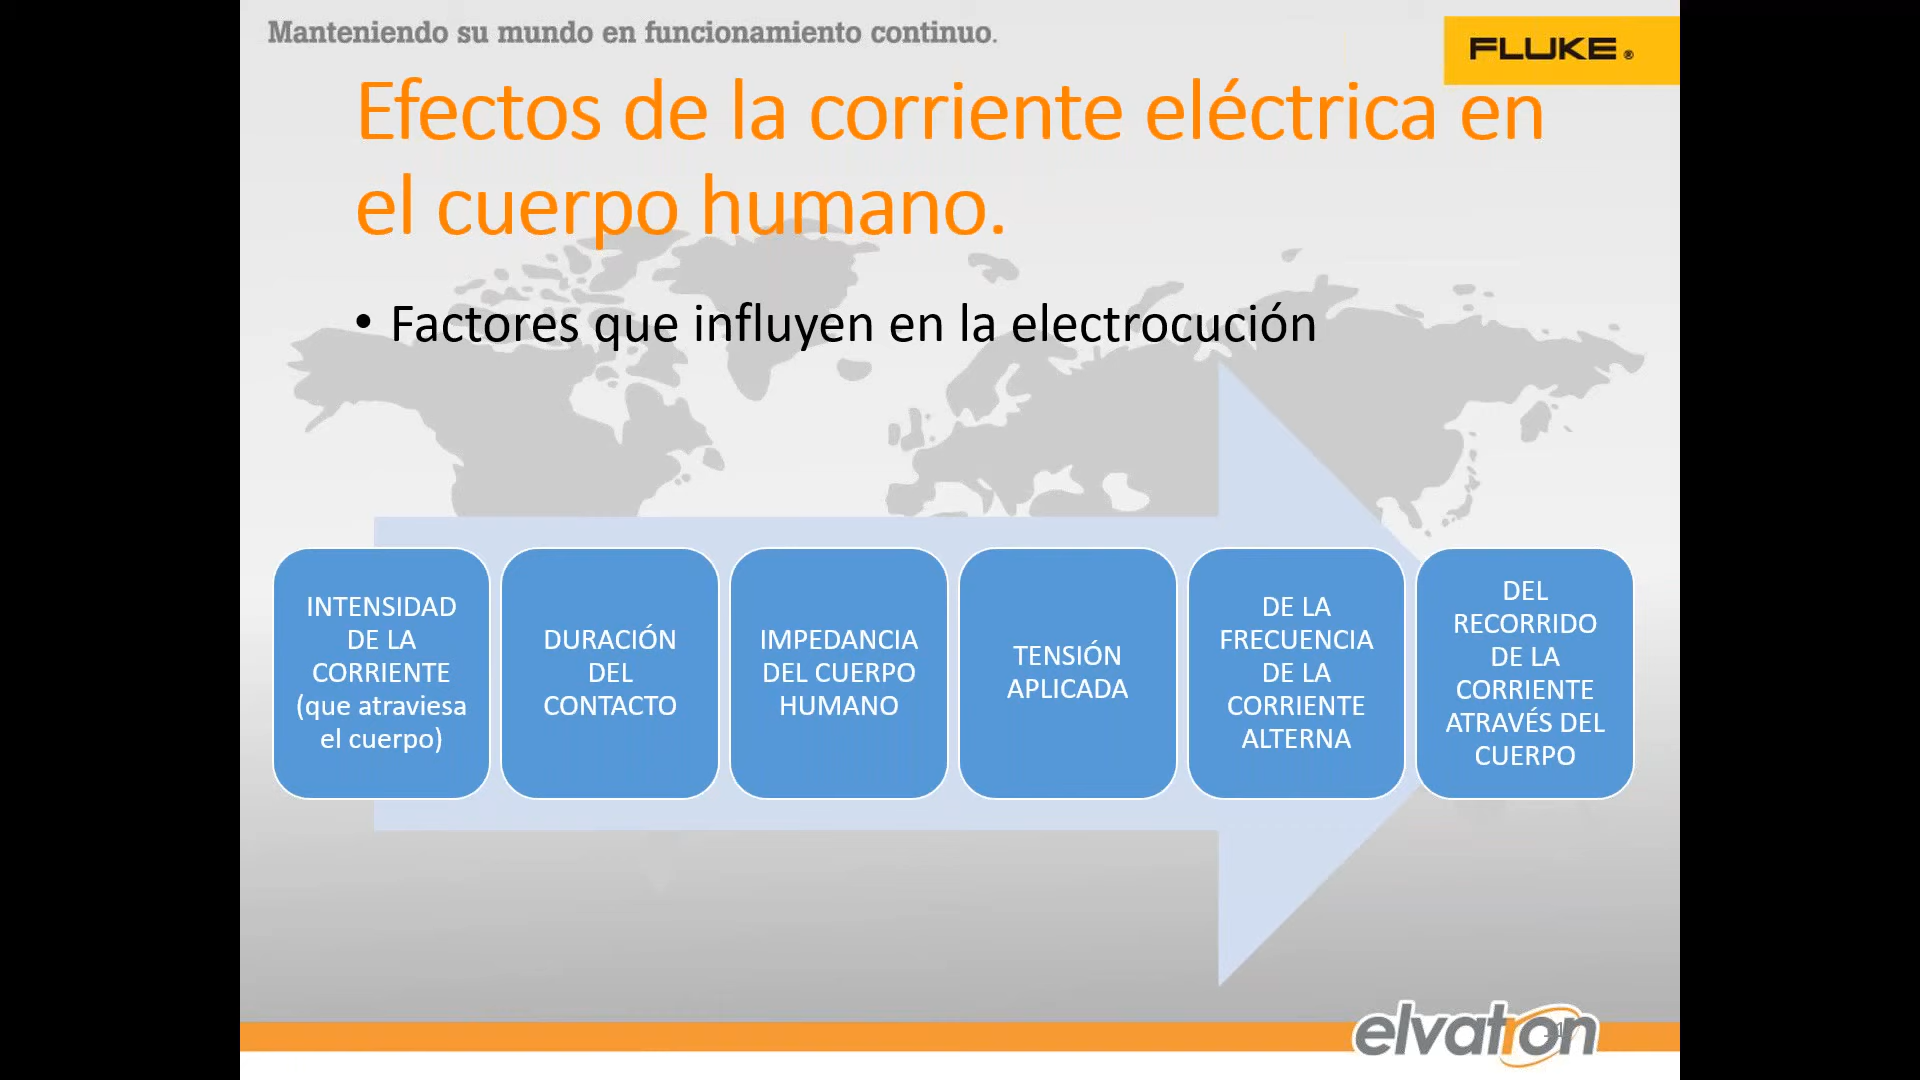 Manteniendo su mundo en funcionamiento continuo.
FLUKE ®
Efectos de la corriente eléctrica en
el cuerpo humano.
• Factores que influyen en la electrocución
INTENSIDAD
DE LA
CORRIENTE
(que atraviesa
el cuerpo)
DURACIÓN
DEL
CONTACTO
IMPEDANCIA
DEL CUERPO
HUMANO
TENSIÓN
APLICADA
DE LA
FRECUENCIA
DE LA
CORRIENTE
ALTERNA
DEL
RECORRIDO
DE LA
CORRIENTE
ATRAVÉS DEL
CUERPO
elvatron